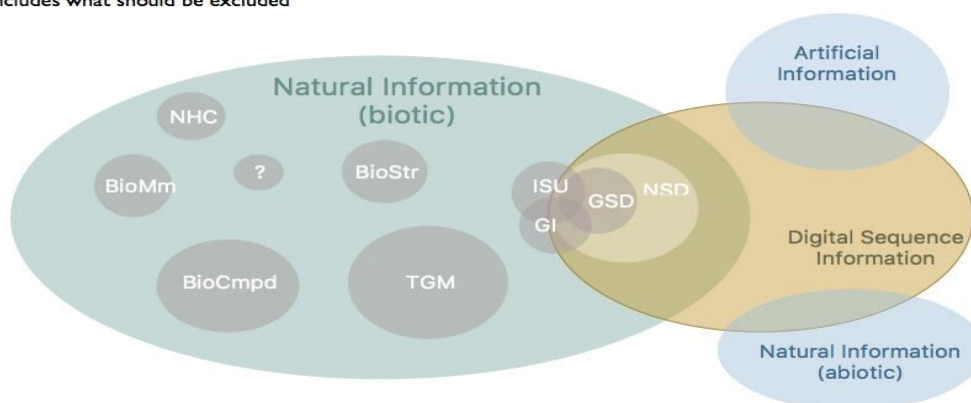 includes what should be excluded
Artificial
Information
Natural Information
(biotic)
NHC
?
BioStr
BioMm
ISU
NSD
GSD
GI
Digital Sequence
Information
BioCmpd
TGM
Natural Information
(abiotic)